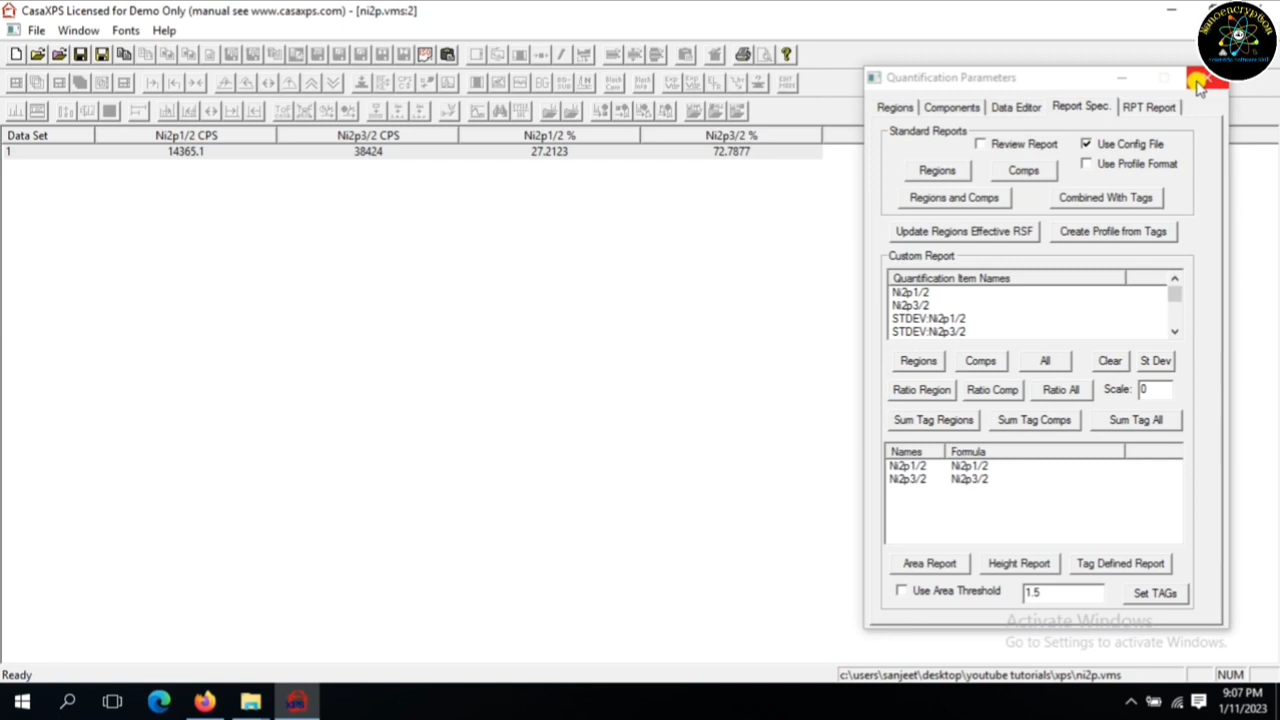 CasaXPS Licensed for Demo Only (manual see www.casaxps.com) - [ni2p.vms:2]
File Window Fonts Help
Nanoencryption
Scientific Software Skill
Data Set Ni2p1/2 CPS Ni2p3/2 CPS Ni2p1/2 % Ni2p3/2 %
1 14365.1 38424 27.2123 72.7877
Quantification Parameters
Regions Components Data Editor Report Spec. RPT Report
Standard Reports
Review Report Use Config File
Regions Comps Use Profile Format
Regions and Comps Combined With Tags
Update Regions Effective RSF Create Profile from Tags
Custom Report
Quantification Item Names
Ni2p1/2
Ni2p3/2
STDEV:Ni2p1/2
STDEV:Ni2p3/2
Regions Comps All Clear St Dev
Ratio Region Ratio Comp Ratio All Scale: 0
Sum Tag Regions Sum Tag Comps Sum Tag All
Names Formula
Ni2p1/2 Ni2p1/2
Ni2p3/2 Ni2p3/2
Area Report Height Report Tag Defined Report
Use Area Threshold 1.5 Set TAGs
Activate Windows
Go to Settings to activate Windows.
Ready c:\users\sanjeet\desktop\youtube tutorials\xps\ni2p.vms NUM
9:07 PM
1/11/2023